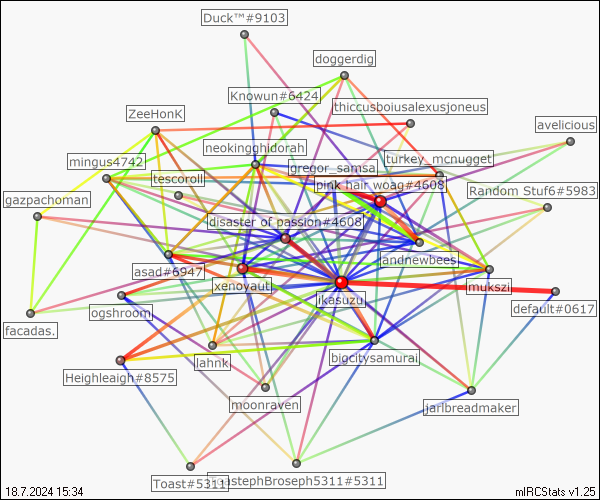 Duck™#9103
doggerdig
Knowun#6424
thiccusboiusalexusjoneus
ZeeHonK
avelicious
neokingghidorah
mingus4742
gregor_samsa
turkey_mcnugget
tescoroll
pink hair woag#4608
Random Stuf6#5983
gazpachoman
disaster of passion#4608
jandnewbees
asad#6947
xenoyaut
mukszi
ikasuzu
ogshroom
default#0617
facadas.
lahnk
bigcitysamurai
Heighleaigh#8575
moonraven
jarlbreadmaker
Toast#5311
ToastephBroseph5311#5311
18.7.2024 15:34
mIRCStats v1.25